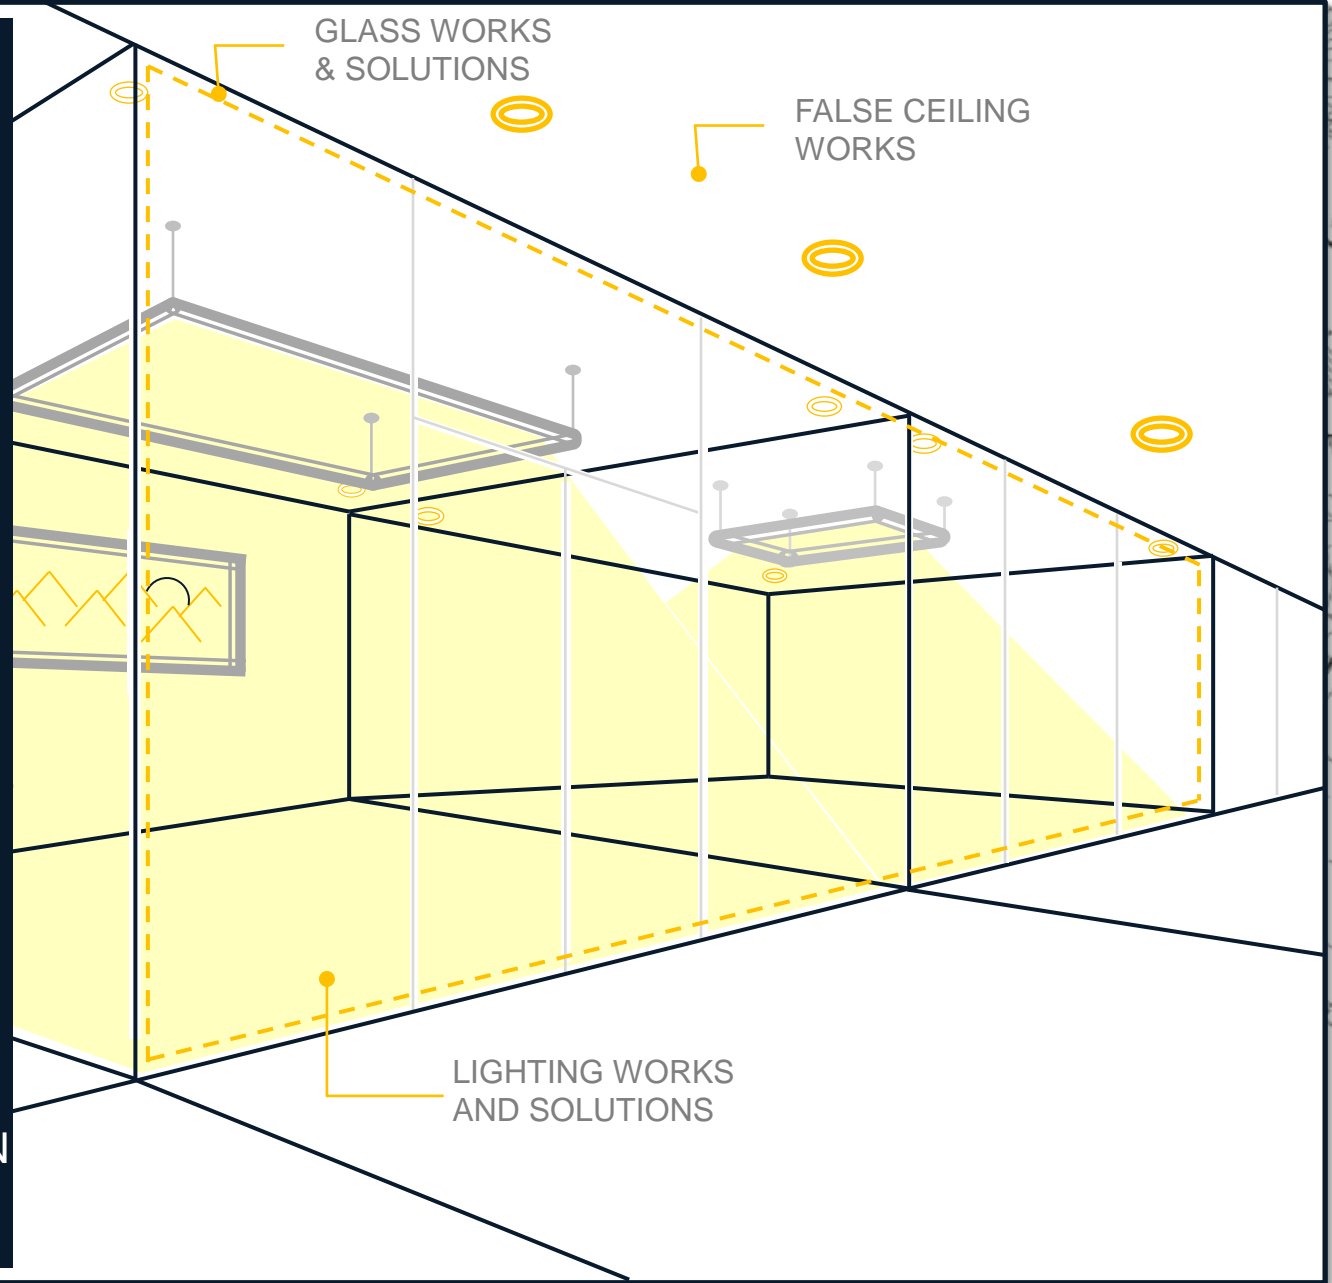 GLASS WORKS
& SOLUTIONS
FALSE CEILING
WORKS
LIGHTING WORKS
AND SOLUTIONS
N